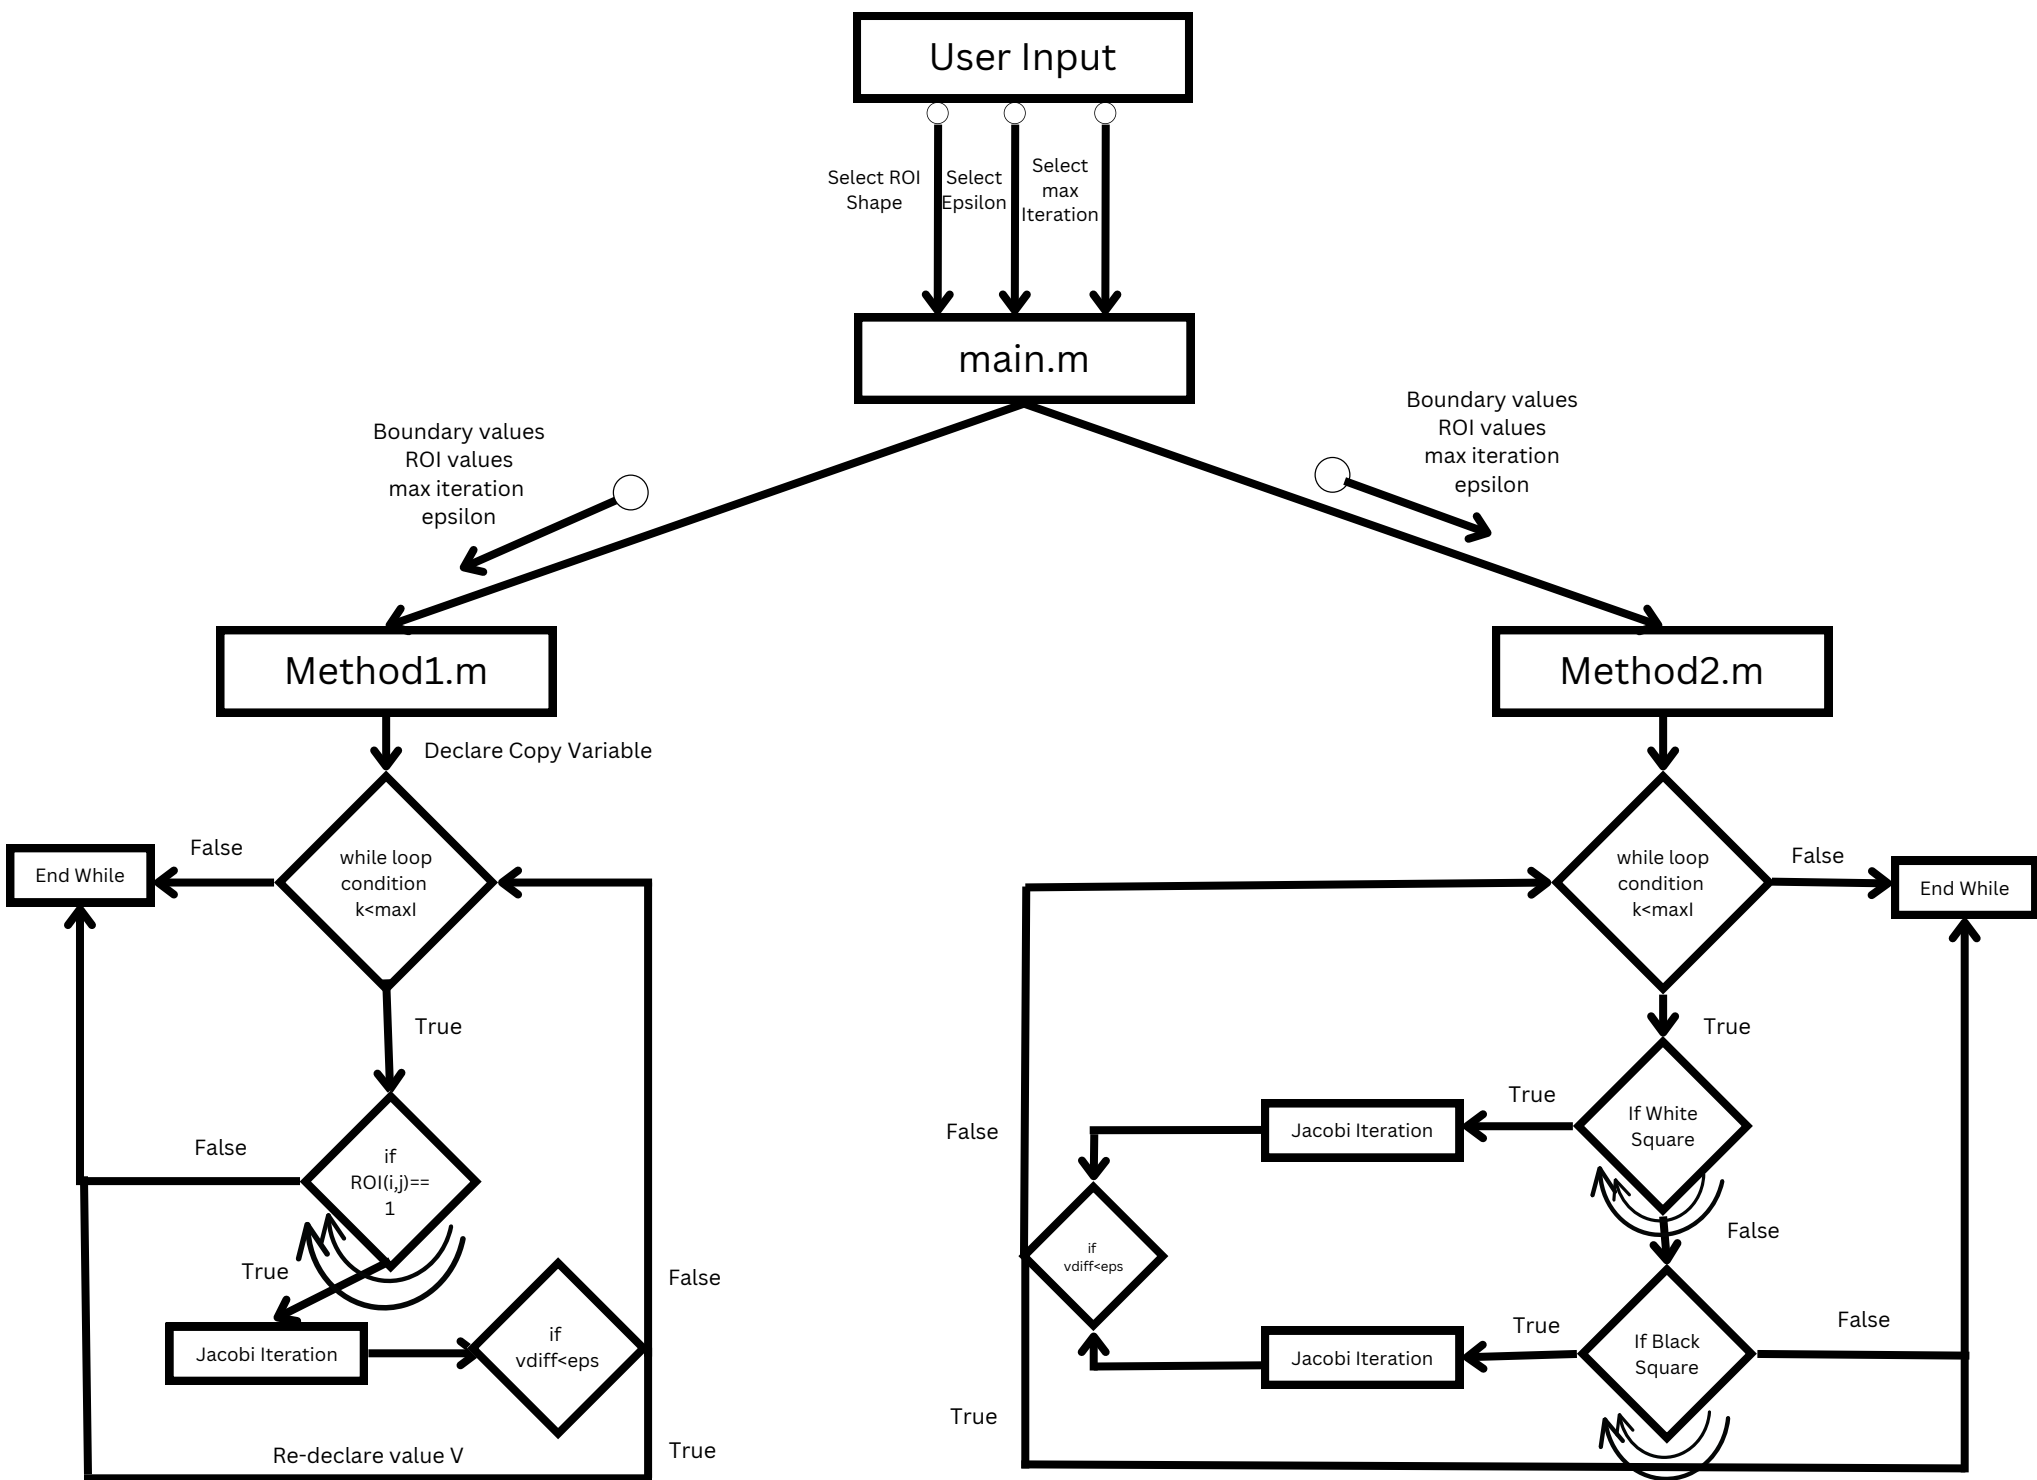 User Input
Select ROI
Shape
Select
Epsilon
Select
max
Iteration
main.m
Boundary values
ROI values
max iteration
epsilon
Boundary values
ROI values
max iteration
epsilon
Method1.m
Method2.m
Declare Copy Variable
while loop
condition
k<maxI
False
End While
True
if
ROI(i,j)==
1
False
True
Jacobi Iteration
if
vdiff<eps
False
True
Re-declare value V
while loop
condition
k<maxI
False
End While
True
If White
Square
True
Jacobi Iteration
False
If Black
Square
True
Jacobi Iteration
False
if
vdiff<eps
False
True